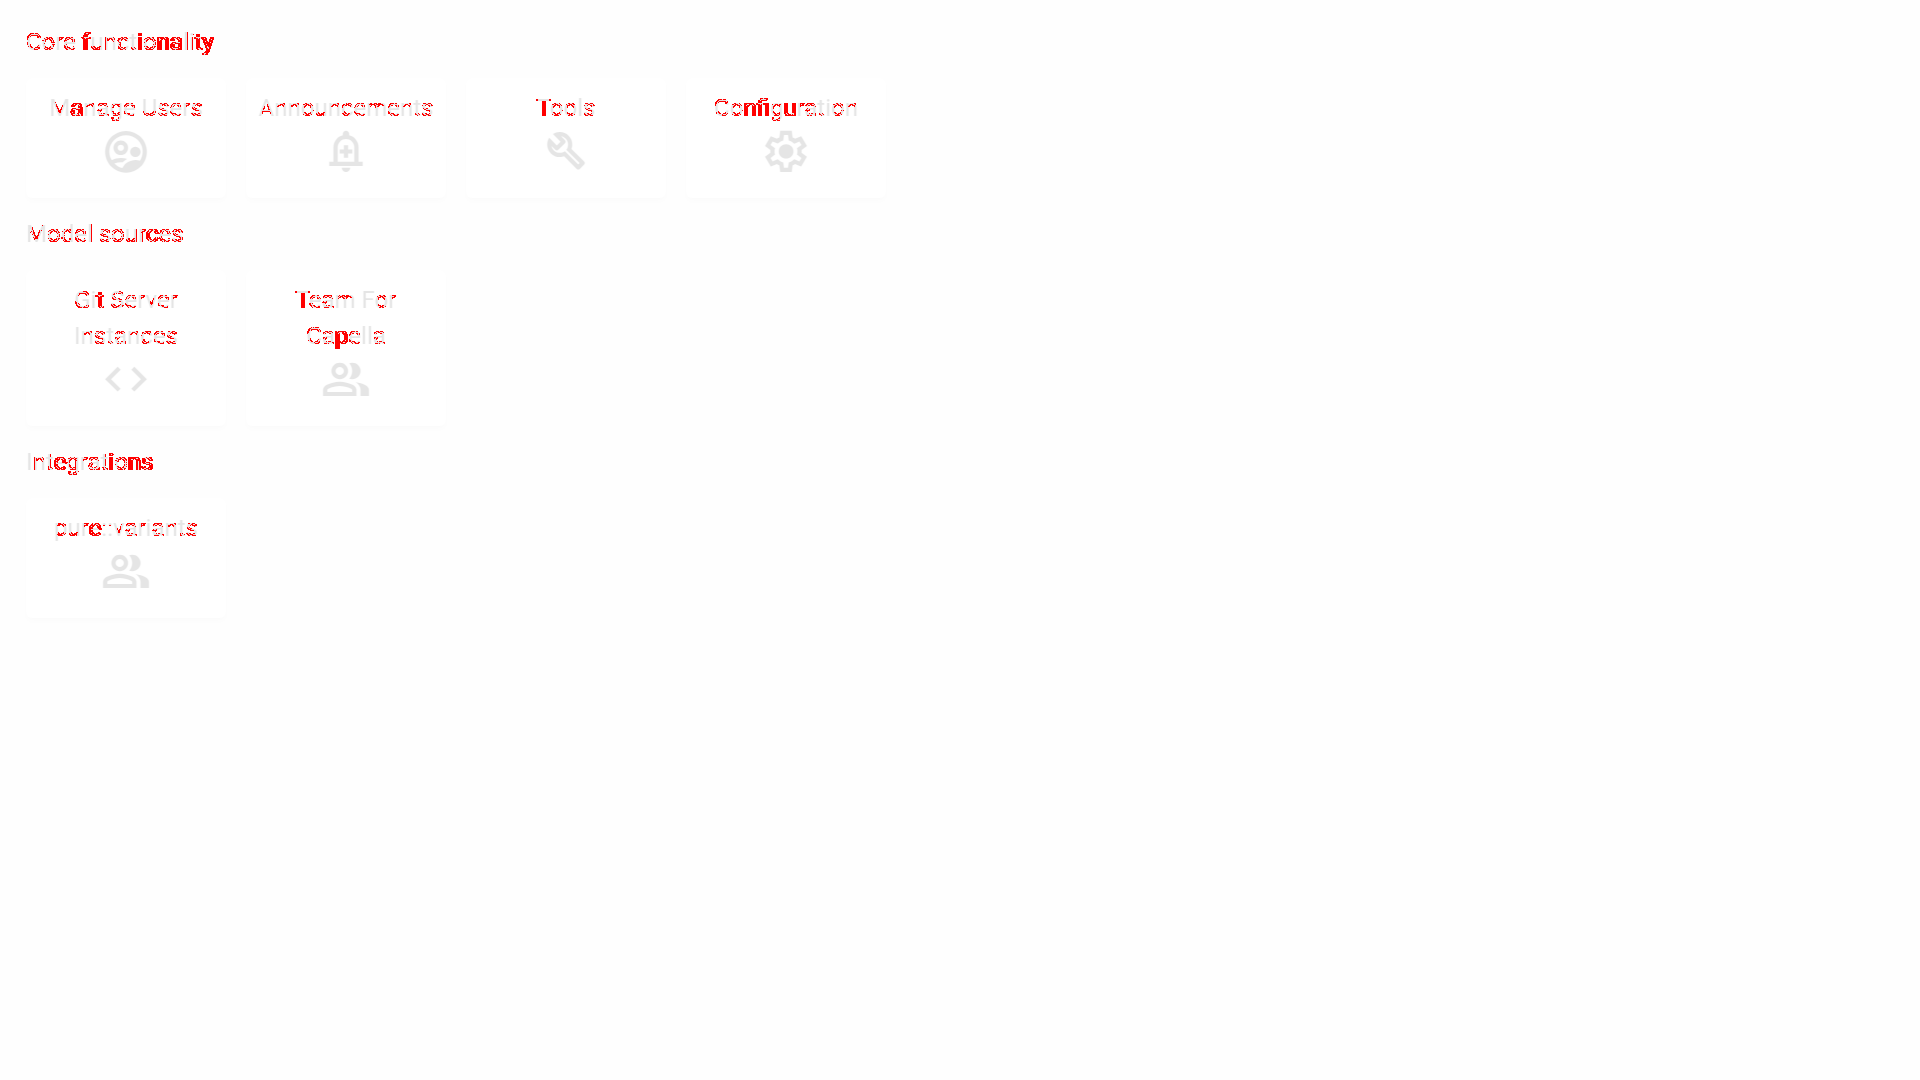 Core functionality
Manage Users
Announcements
Tools
Configuration
Model sources
Git Server
Instances
Team For
Capella
Integrations
pure::variants